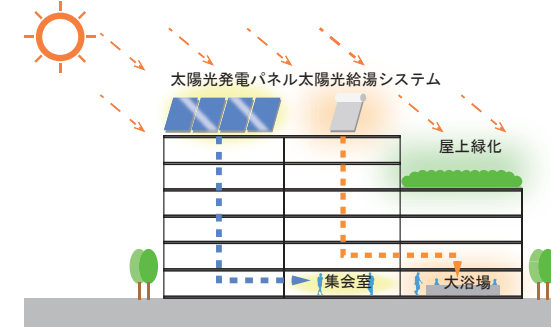 太陽光発電パネル
太陽光給湯システム
屋上緑化
集会室
大浴場